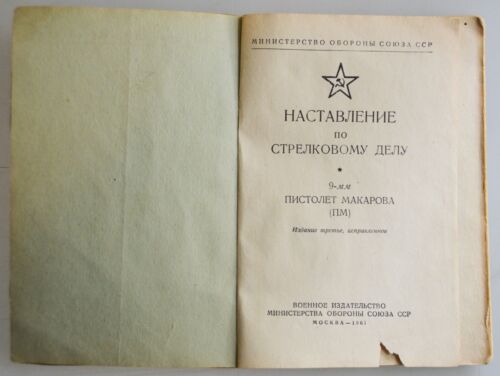 МИНИСТЕРСТВО ОБОРОНЫ СОЮЗА ССР
НАСТАВЛЕНИЕ
ПО
СТРЕЛКОВОМУ ДЕЛУ
9-мм
ПИСТОЛЕТ МАКАРОВА
(ПМ)
Издание третье, исправленное
ВОЕННОЕ ИЗДАТЕЛЬСТВО
МИНИСТЕРСТВА ОБОРОНЫ СОЮЗА ССР
МОСКВА —